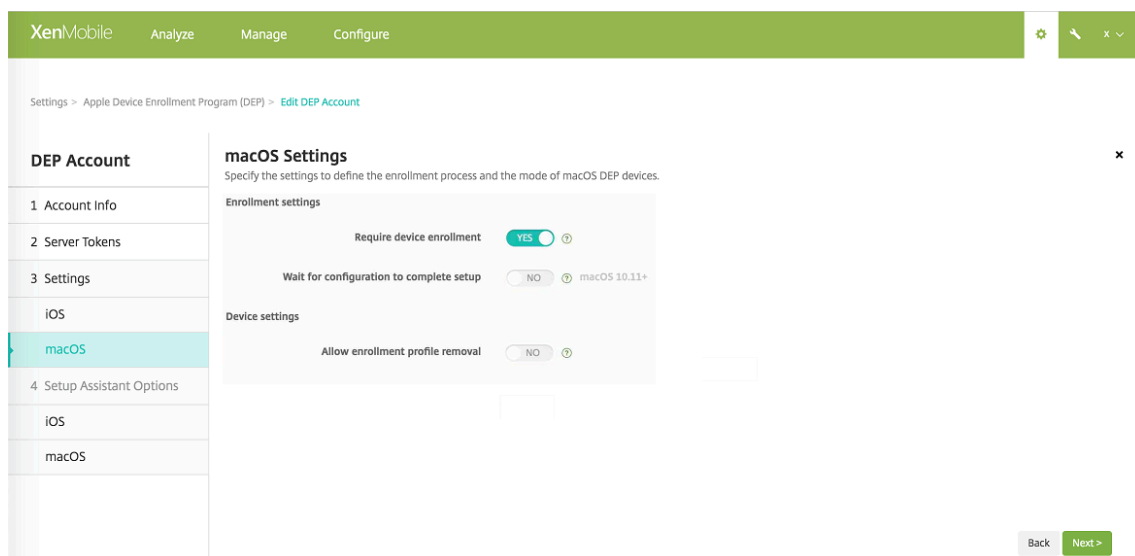 XenMobile Analyze Manage Configure x
Settings > Apple Device Enrollment Program (DEP) > Edit DEP Account
DEP Account
1 Account Info
2 Server Tokens
3 Settings
iOS
macOS
4 Setup Assistant Options
iOS
macOS
macOS Settings
Specify the settings to define the enrollment process and the mode of macOS DEP devices.
Enrollment settings
Require device enrollment YES ?
Wait for configuration to complete setup NO ? macOS 10.11+
Device settings
Allow enrollment profile removal NO ?
Back Next >